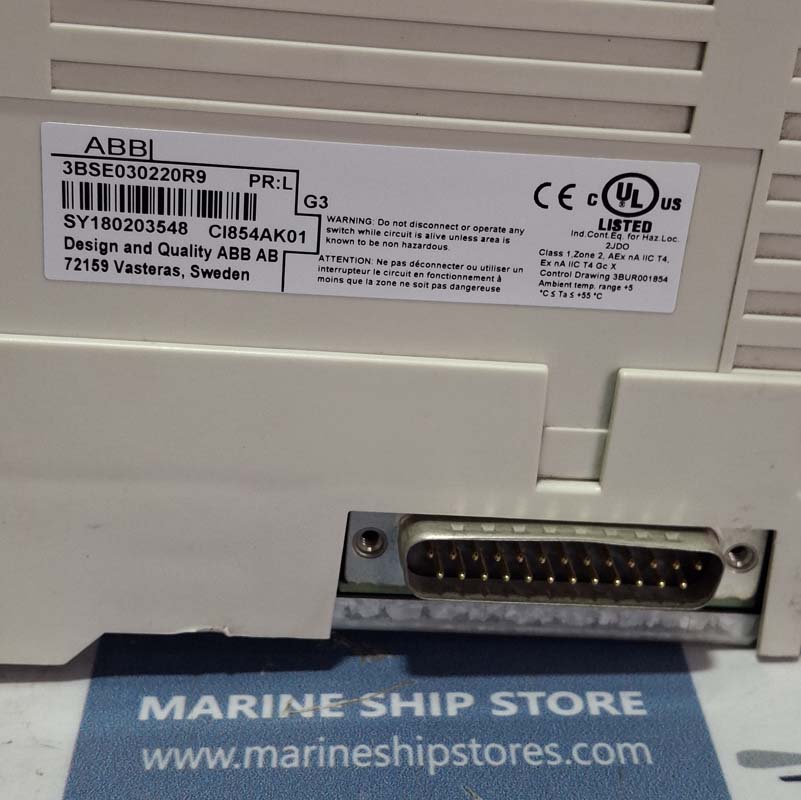 ABB
3BSE030220R9 PR:L
G3
SY180203548 CI854AK01
Design and Quality ABB AB
72159 Vasteras, Sweden
WARNING: Do not disconnect or operate any
switch while circuit is alive unless area is
known to be non hazardous.
ATTENTION: Ne pas déconnecter ou utiliser un
interrupteur le circuit en fonctionnement à
moins que la zone ne soit pas dangereuse
CE c UL US
LISTED
Ind.Cont.Eq. for Haz.Loc.
2JDO
Class 1,Zone 2, AEx nA IIC T4,
Ex nA IIC T4 Gc X
Control Drawing 3BUR001854
Ambient temp. range +5
°C ≤ Ta ≤ +55 °C
MARINE SHIP STORE
www.marineshipstores.com